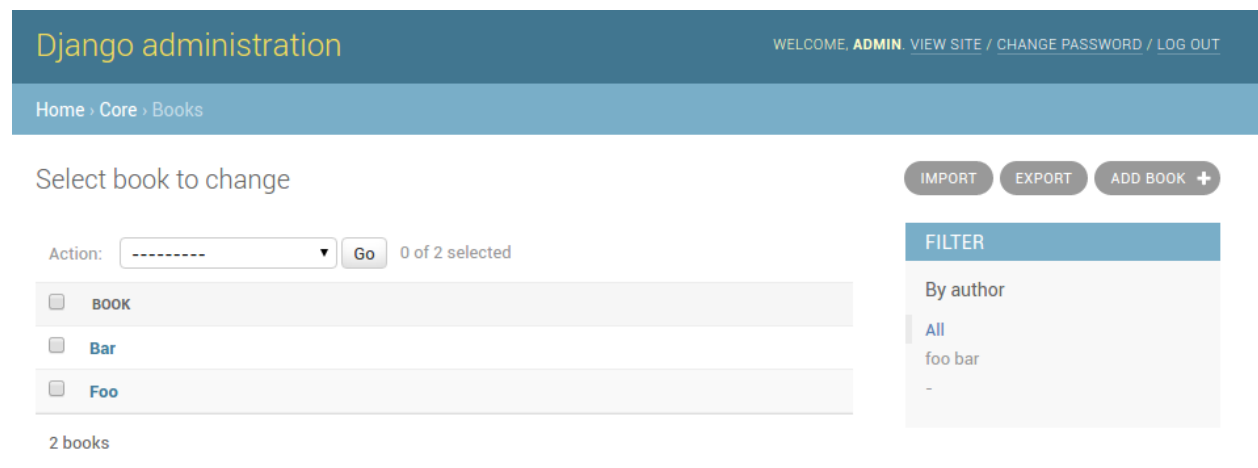 Django administration
WELCOME, ADMIN. VIEW SITE / CHANGE PASSWORD / LOG OUT
Home › Core › Books
Select book to change
IMPORT
EXPORT
ADD BOOK +
Action: --------- Go 0 of 2 selected
BOOK
Bar
Foo
2 books
FILTER
By author
All
foo bar
-